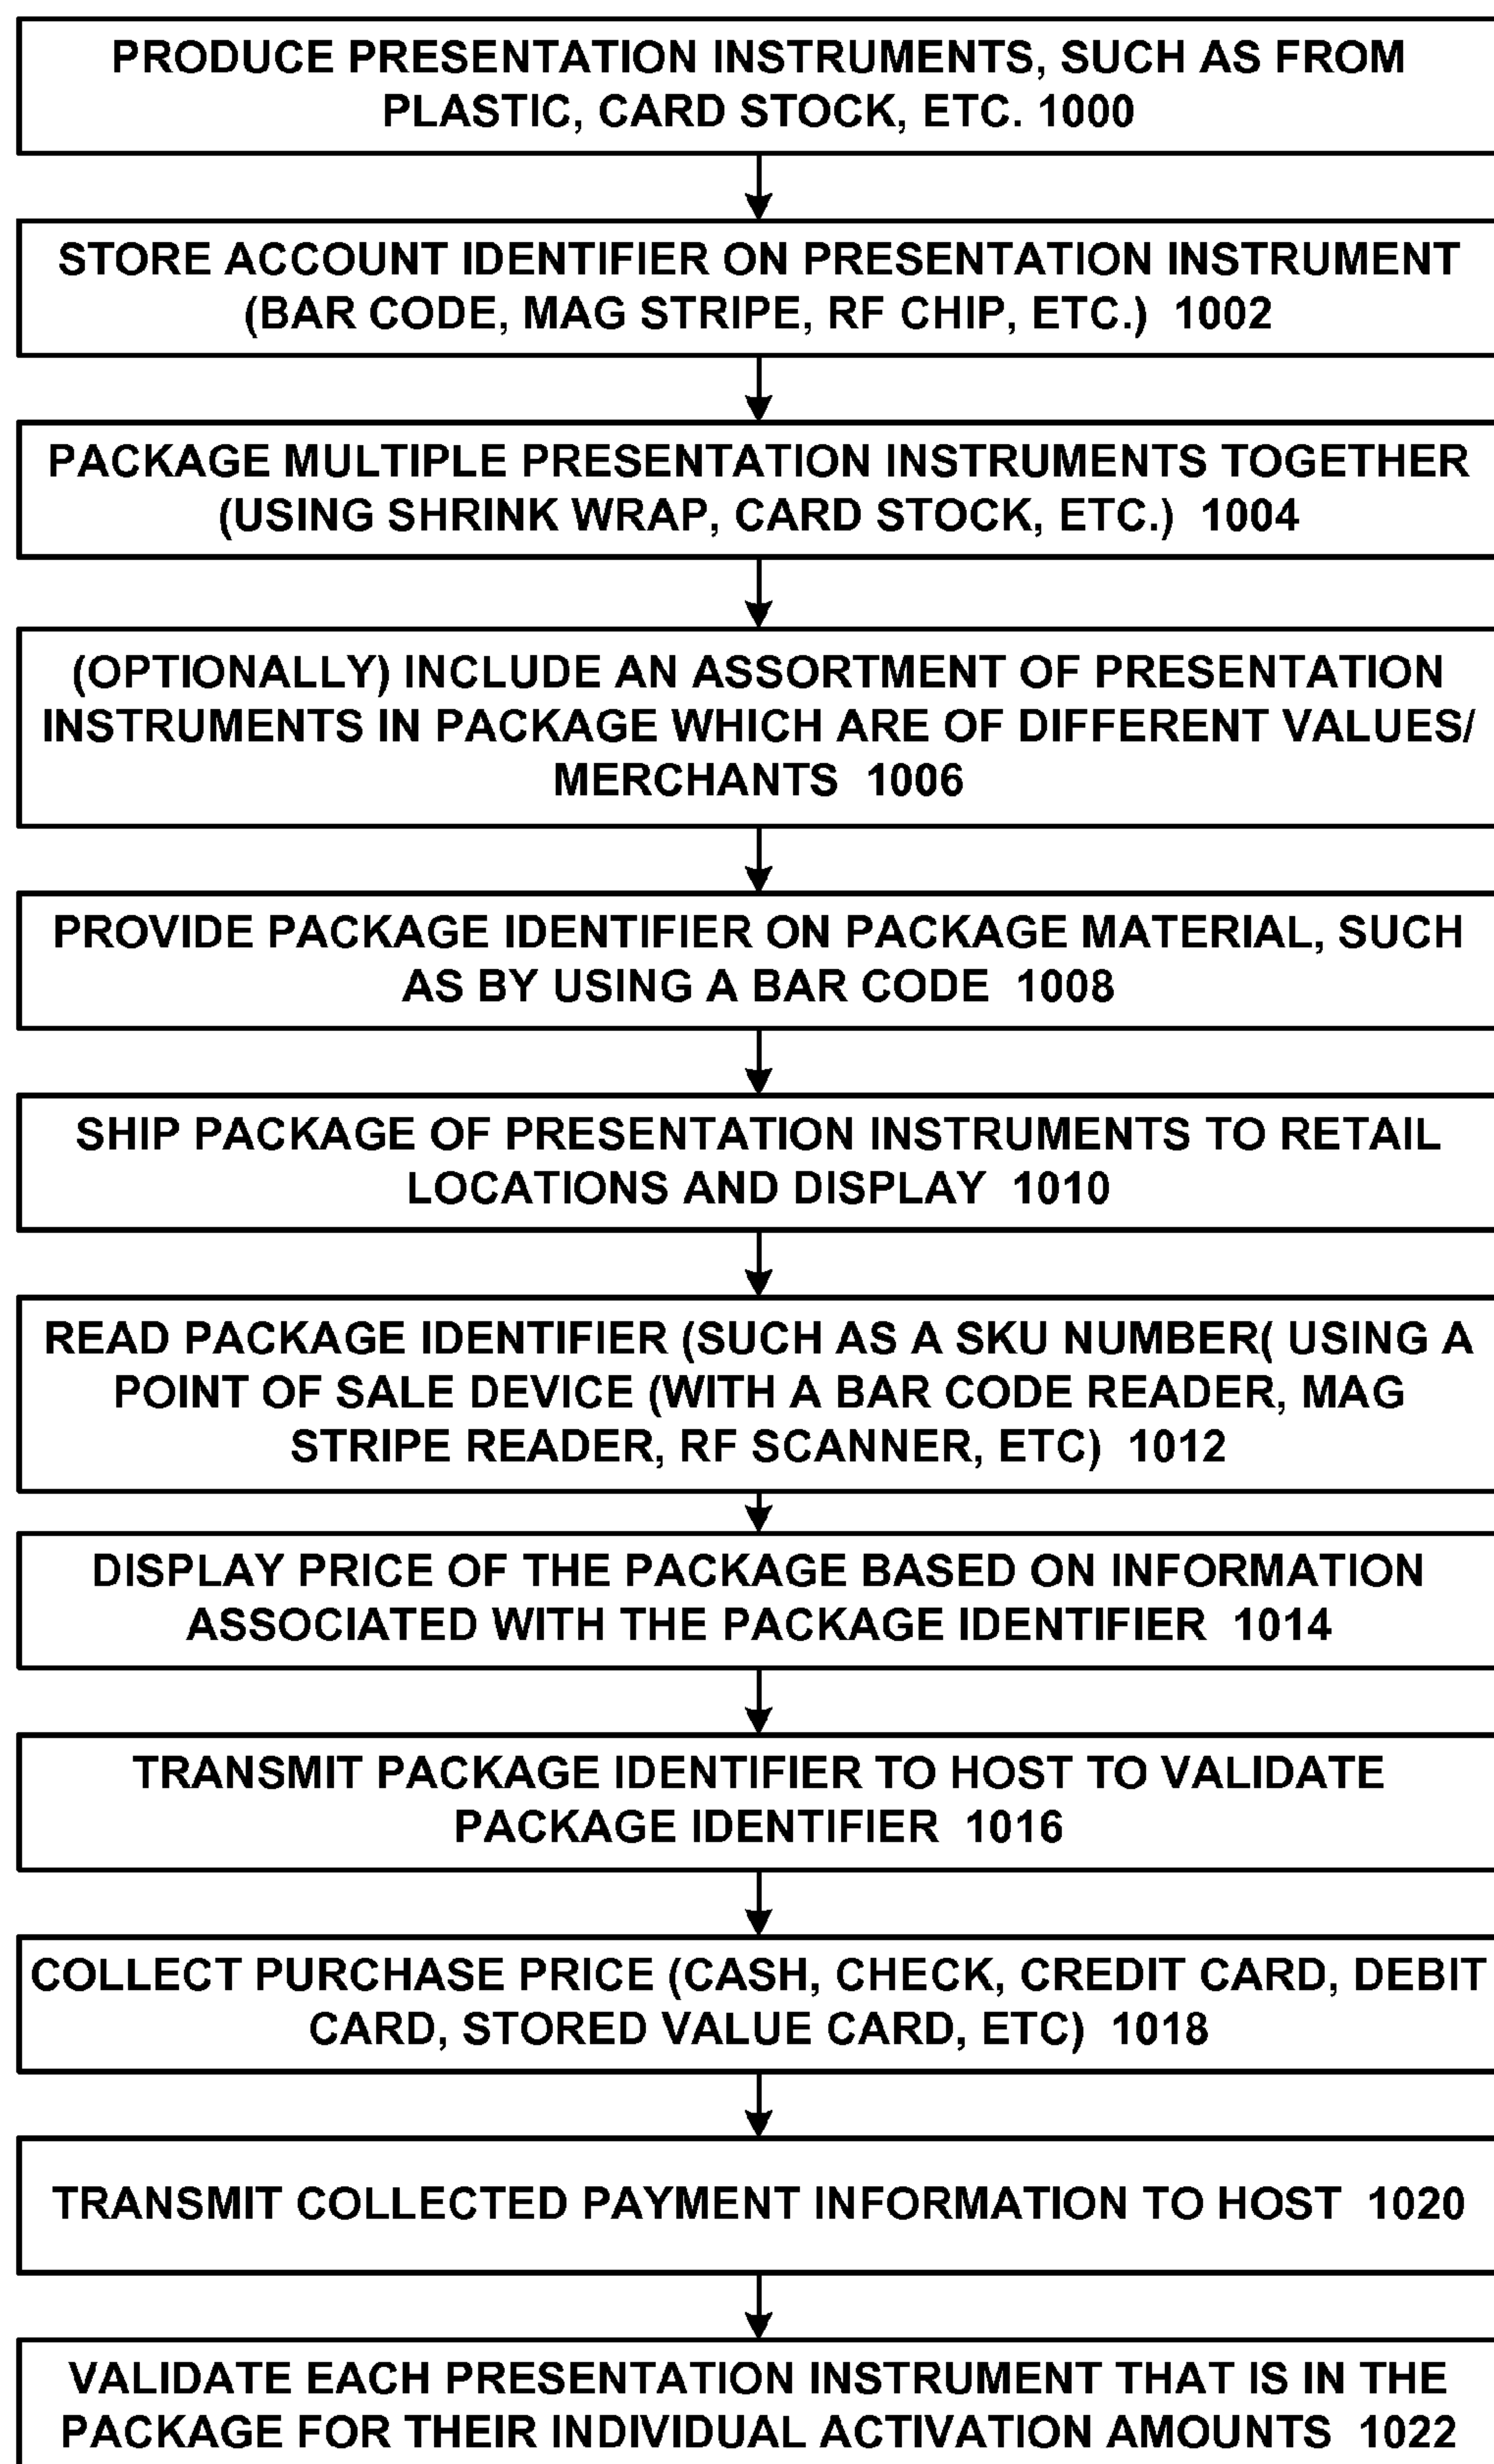 PRODUCE PRESENTATION INSTRUMENTS, SUCH AS FROM
PLASTIC, CARD STOCK, ETC. 1000
STORE ACCOUNT IDENTIFIER ON PRESENTATION INSTRUMENT
(BAR CODE, MAG STRIPE, RF CHIP, ETC.) 1002
PACKAGE MULTIPLE PRESENTATION INSTRUMENTS TOGETHER
(USING SHRINK WRAP, CARD STOCK, ETC.) 1004
(OPTIONALLY) INCLUDE AN ASSORTMENT OF PRESENTATION
INSTRUMENTS IN PACKAGE WHICH ARE OF DIFFERENT VALUES/
MERCHANTS 1006
PROVIDE PACKAGE IDENTIFIER ON PACKAGE MATERIAL, SUCH
AS BY USING A BAR CODE 1008
SHIP PACKAGE OF PRESENTATION INSTRUMENTS TO RETAIL
LOCATIONS AND DISPLAY 1010
READ PACKAGE IDENTIFIER (SUCH AS A SKU NUMBER( USING A
POINT OF SALE DEVICE (WITH A BAR CODE READER, MAG
STRIPE READER, RF SCANNER, ETC) 1012
DISPLAY PRICE OF THE PACKAGE BASED ON INFORMATION
ASSOCIATED WITH THE PACKAGE IDENTIFIER 1014
TRANSMIT PACKAGE IDENTIFIER TO HOST TO VALIDATE
PACKAGE IDENTIFIER 1016
COLLECT PURCHASE PRICE (CASH, CHECK, CREDIT CARD, DEBIT
CARD, STORED VALUE CARD, ETC) 1018
TRANSMIT COLLECTED PAYMENT INFORMATION TO HOST 1020
VALIDATE EACH PRESENTATION INSTRUMENT THAT IS IN THE
PACKAGE FOR THEIR INDIVIDUAL ACTIVATION AMOUNTS 1022